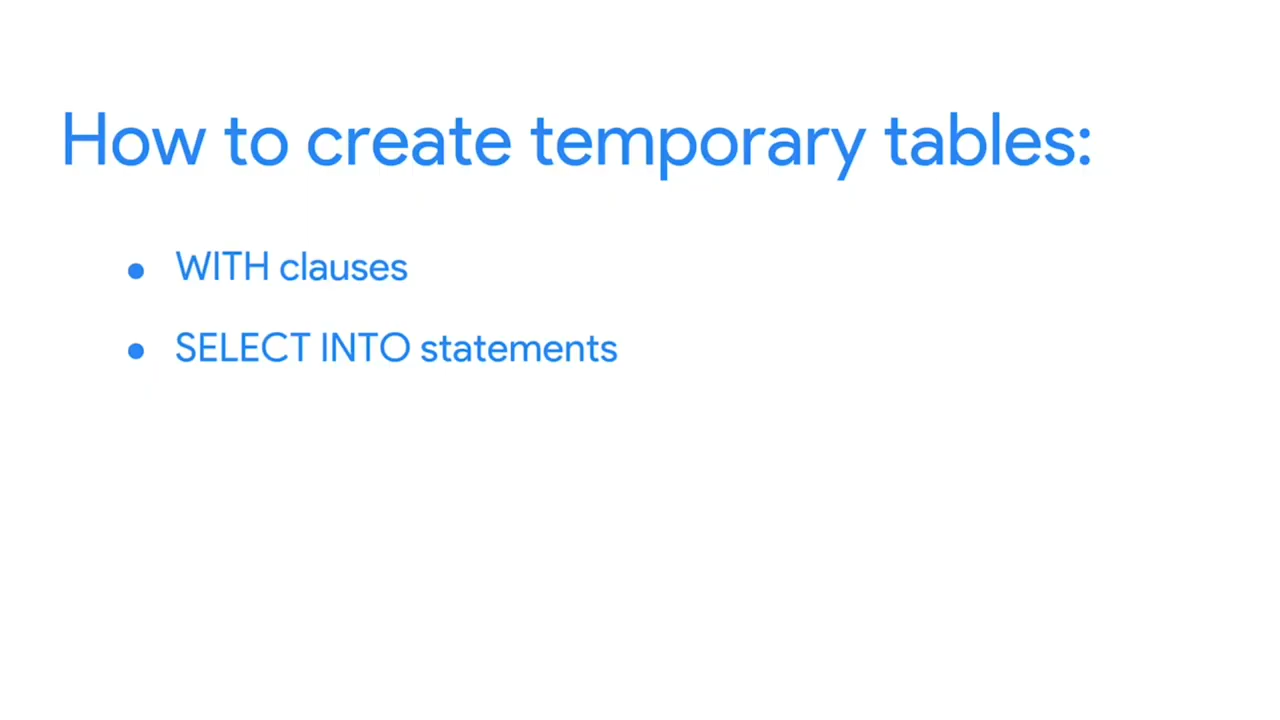 How to create temporary tables:
● WITH clauses
● SELECT INTO statements